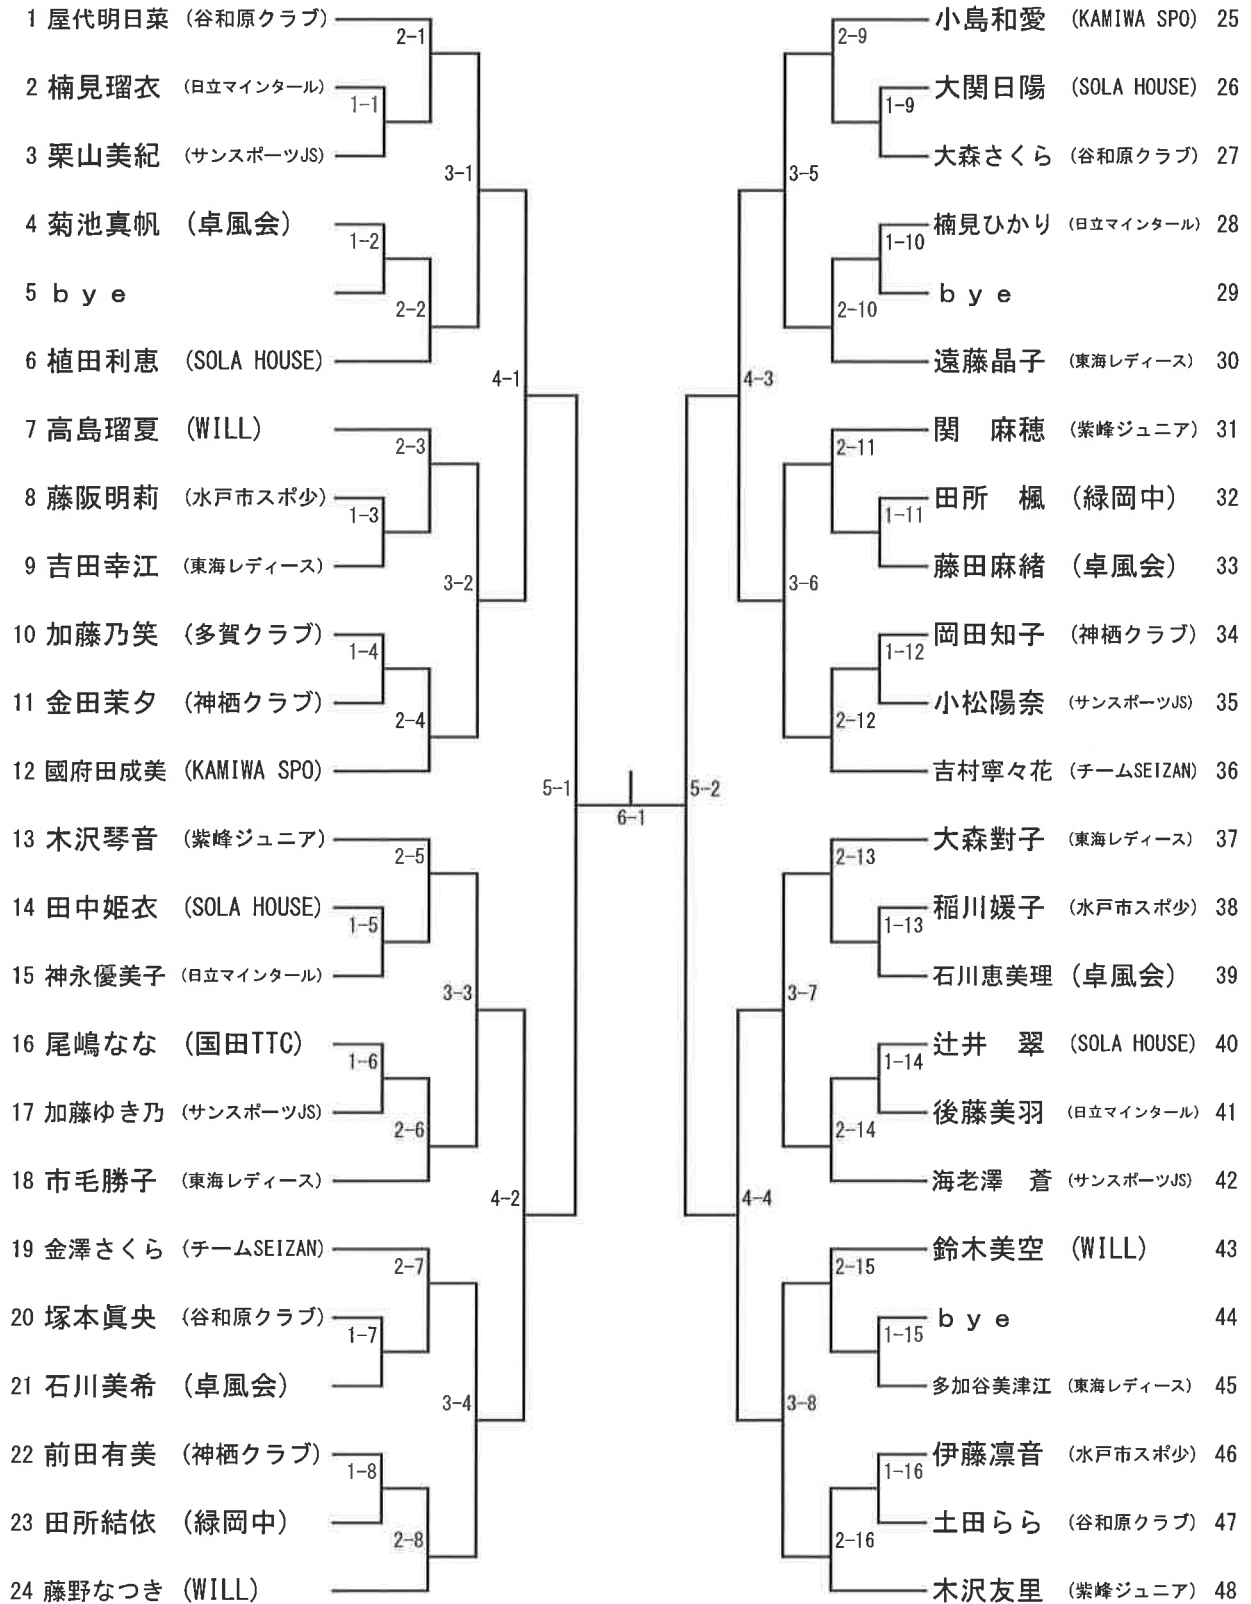 1 屋代明日菜 (谷和原クラブ)
2-1
2 楠見瑠衣 (日立マインタール)
1-1
3 栗山美紀 (サンスポーツJS)
3-1
4 菊池真帆 (卓風会)
1-2
5 ｂｙｅ
2-2
6 植田利恵 (SOLA HOUSE)
4-1
7 高島瑠夏 (WILL)
2-3
8 藤阪明莉 (水戸市スポ少)
1-3
9 吉田幸江 (東海レディース)
3-2
10 加藤乃笑 (多賀クラブ)
1-4
11 金田茉夕 (神栖クラブ)
2-4
12 國府田成美 (KAMIWA SPO)
5-1
13 木沢琴音 (紫峰ジュニア)
2-5
14 田中姫衣 (SOLA HOUSE)
1-5
15 神永優美子 (日立マインタール)
3-3
16 尾嶋なな (国田TTC)
1-6
17 加藤ゆき乃 (サンスポーツJS)
2-6
18 市毛勝子 (東海レディース)
4-2
19 金澤さくら (チームSEIZAN)
2-7
20 塚本眞央 (谷和原クラブ)
1-7
21 石川美希 (卓風会)
3-4
22 前田有美 (神栖クラブ)
1-8
23 田所結依 (緑岡中)
2-8
24 藤野なつき (WILL)
6-1
小島和愛 (KAMIWA SPO) 25
2-9
大関日陽 (SOLA HOUSE) 26
1-9
大森さくら (谷和原クラブ) 27
3-5
楠見ひかり (日立マインタール) 28
1-10
ｂｙｅ 29
2-10
遠藤晶子 (東海レディース) 30
4-3
関　麻穂 (紫峰ジュニア) 31
2-11
田所　楓 (緑岡中) 32
1-11
藤田麻緒 (卓風会) 33
3-6
岡田知子 (神栖クラブ) 34
1-12
小松陽奈 (サンスポーツJS) 35
2-12
吉村寧々花 (チームSEIZAN) 36
5-2
大森對子 (東海レディース) 37
2-13
稲川媛子 (水戸市スポ少) 38
1-13
石川恵美理 (卓風会) 39
3-7
辻井　翠 (SOLA HOUSE) 40
1-14
後藤美羽 (日立マインタール) 41
2-14
海老澤　蒼 (サンスポーツJS) 42
4-4
鈴木美空 (WILL) 43
2-15
ｂｙｅ 44
1-15
多加谷美津江 (東海レディース) 45
3-8
伊藤凛音 (水戸市スポ少) 46
1-16
土田らら (谷和原クラブ) 47
2-16
木沢友里 (紫峰ジュニア) 48